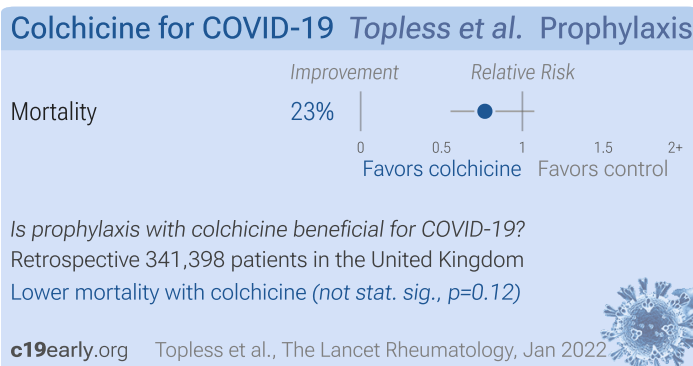 Colchicine for COVID-19 Topless et al. Prophylaxis
Improvement Relative Risk
Mortality 23%
0 0.5 1 1.5 2+
Favors colchicine Favors control
Is prophylaxis with colchicine beneficial for COVID-19?
Retrospective 341,398 patients in the United Kingdom
Lower mortality with colchicine (not stat. sig., p=0.12)
c19early.org Topless et al., The Lancet Rheumatology, Jan 2022